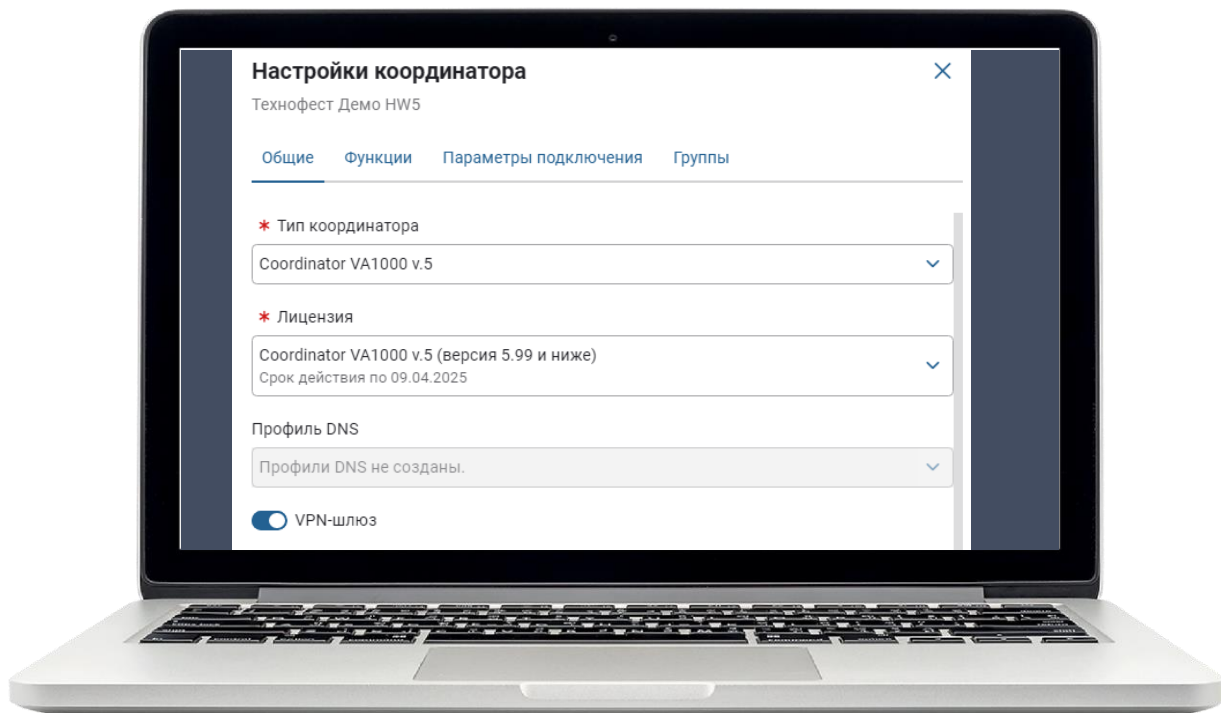 Настройки координатора
Технофест Демо HW5
Общие Функции Параметры подключения Группы
* Тип координатора
Coordinator VA1000 v.5
* Лицензия
Coordinator VA1000 v.5 (версия 5.99 и ниже)
Срок действия по 09.04.2025
Профиль DNS
Профили DNS не созданы.
VPN-шлюз